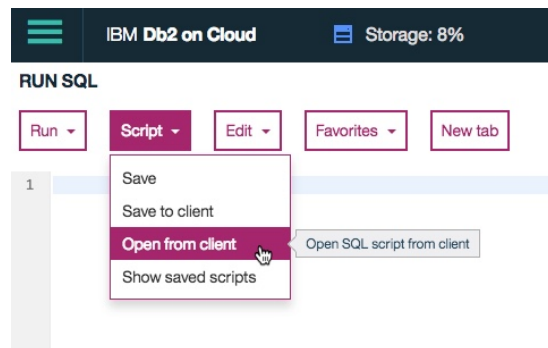 IBM Db2 on Cloud Storage: 8%
RUN SQL
Run Script Edit Favorites New tab
1
Save
Save to client
Open from client Open SQL script from client
Show saved scripts